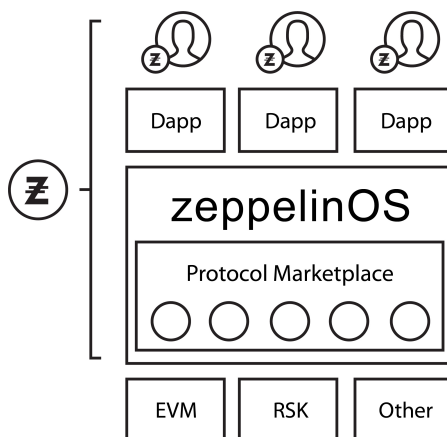 Dapp Dapp Dapp
zeppelinOS
Protocol Marketplace
EVM RSK Other